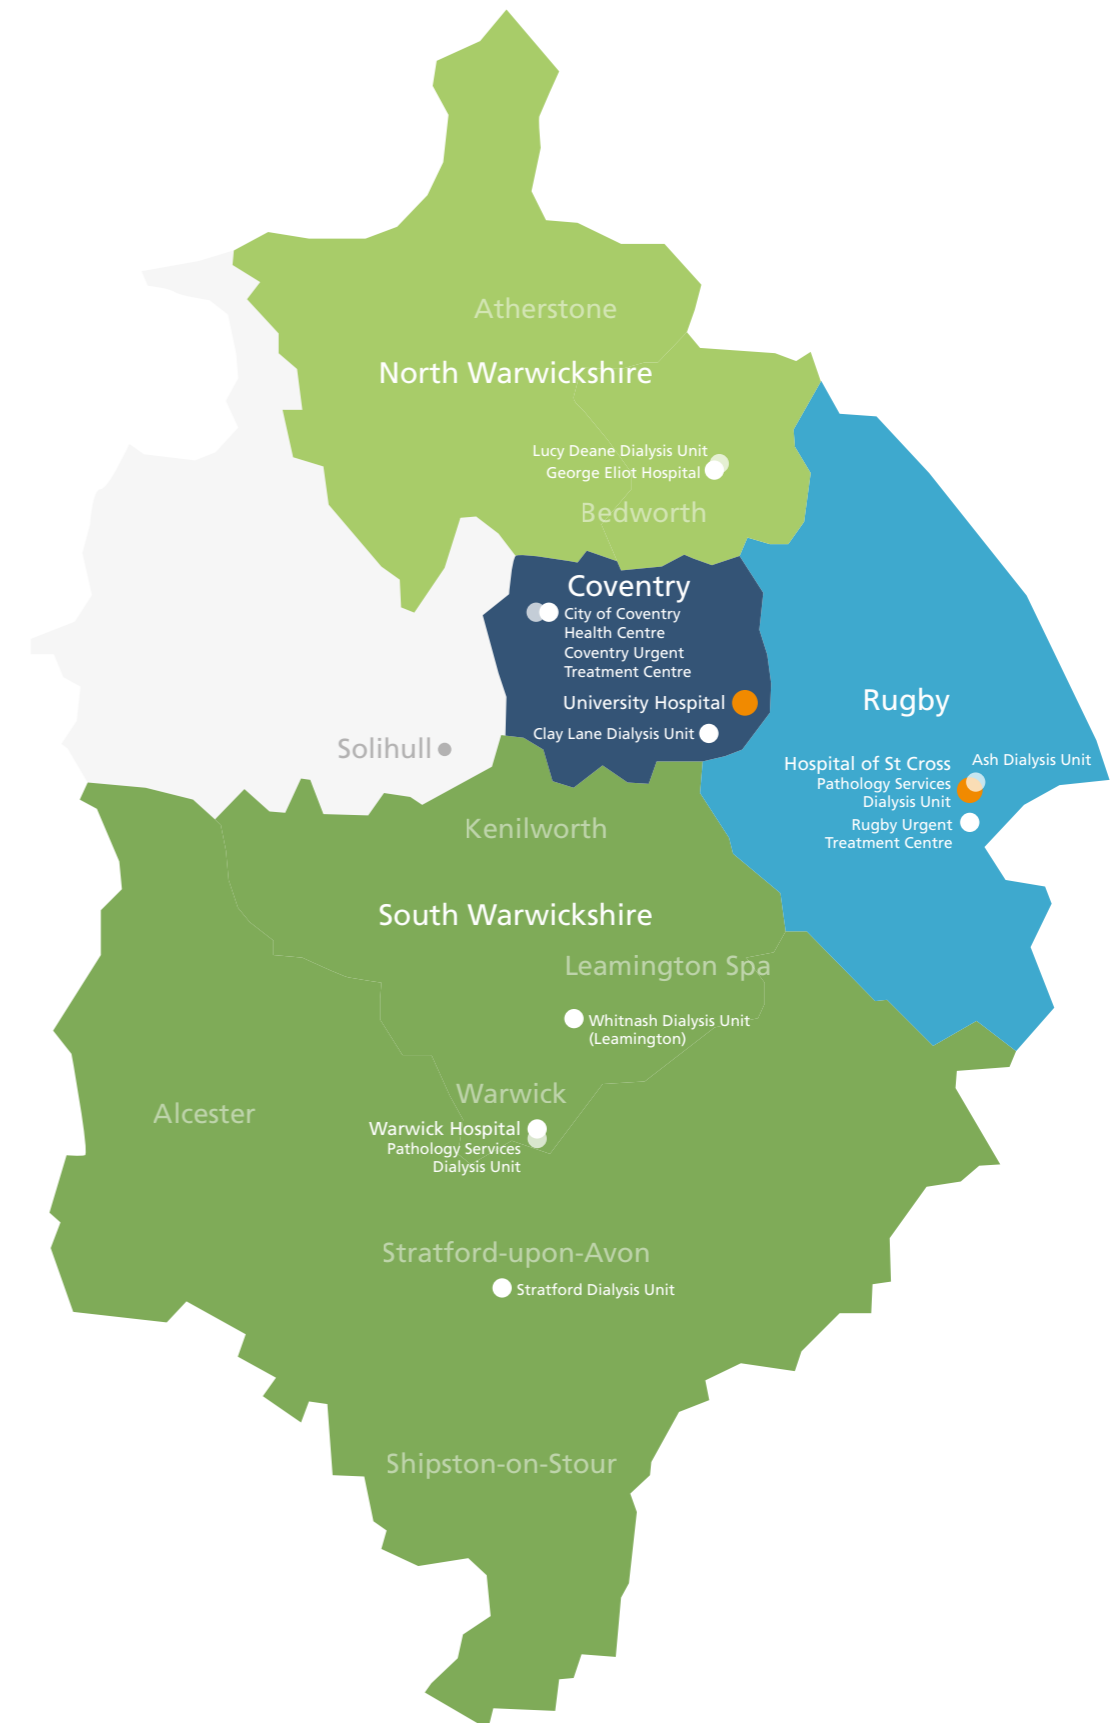 Atherstone
North Warwickshire
Lucy Deane Dialysis Unit
George Eliot Hospital
Bedworth
Coventry
City of Coventry
Health Centre
Coventry Urgent
Treatment Centre
University Hospital
Clay Lane Dialysis Unit
Solihull
Rugby
Hospital of St Cross
Pathology Services
Dialysis Unit
Ash Dialysis Unit
Rugby Urgent
Treatment Centre
Kenilworth
South Warwickshire
Leamington Spa
Whitnash Dialysis Unit
(Leamington)
Warwick
Alcester
Warwick Hospital
Pathology Services
Dialysis Unit
Stratford-upon-Avon
Stratford Dialysis Unit
Shipston-on-Stour